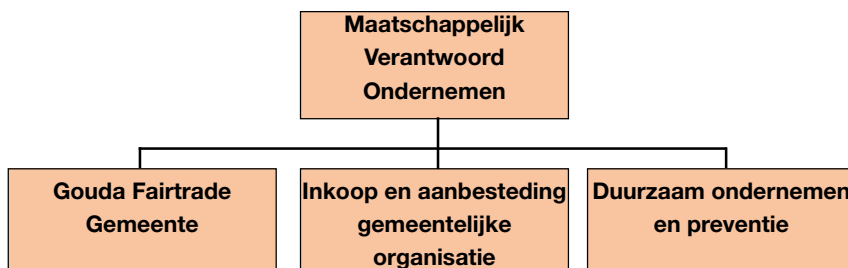 Maatschappelijk
Verantwoord
Ondernemen
Gouda Fairtrade
Gemeente
Inkoop en aanbesteding
gemeentelijke
organisatie
Duurzaam ondernemen
en preventie